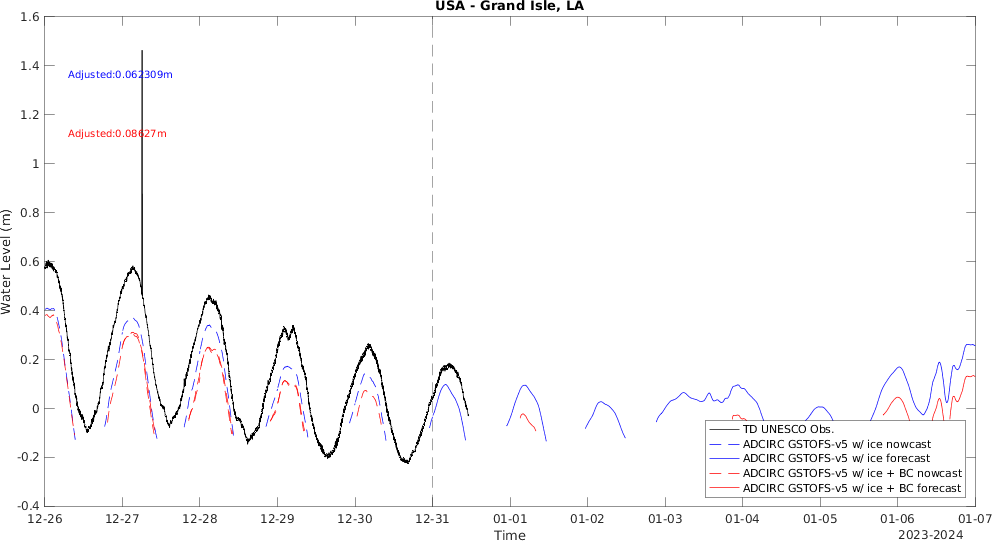 USA - Grand Isle, LA
1.6
1.4
1.2
1
0.8
0.6
0.4
0.2
0
-0.2
-0.4
Water Level (m)
Adjusted:0.062309m
Adjusted:0.08627m
TD UNESCO Obs.
ADCIRC GSTOFS-v5 w/ ice nowcast
ADCIRC GSTOFS-v5 w/ ice forecast
ADCIRC GSTOFS-v5 w/ ice + BC nowcast
ADCIRC GSTOFS-v5 w/ ice + BC forecast
12-26 12-27 12-28 12-29 12-30 12-31 01-01 01-02 01-03 01-04 01-05 01-06 01-07
Time
2023-2024